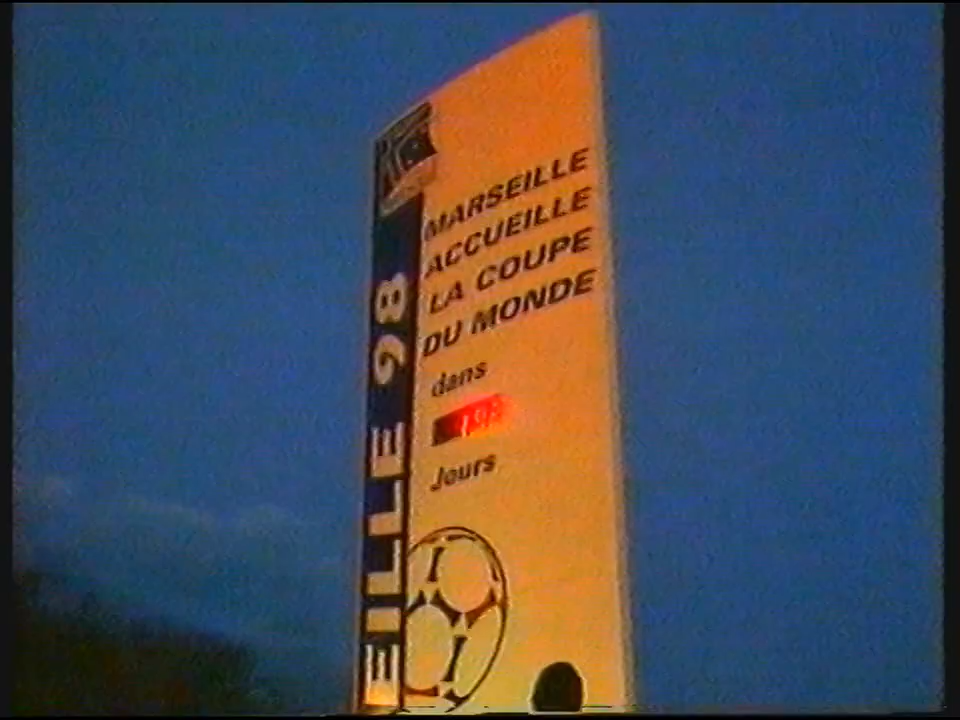 MARSEILLE
ACCUEILLE
LA COUPE
DU MONDE
dans
Jours
EILLE 98